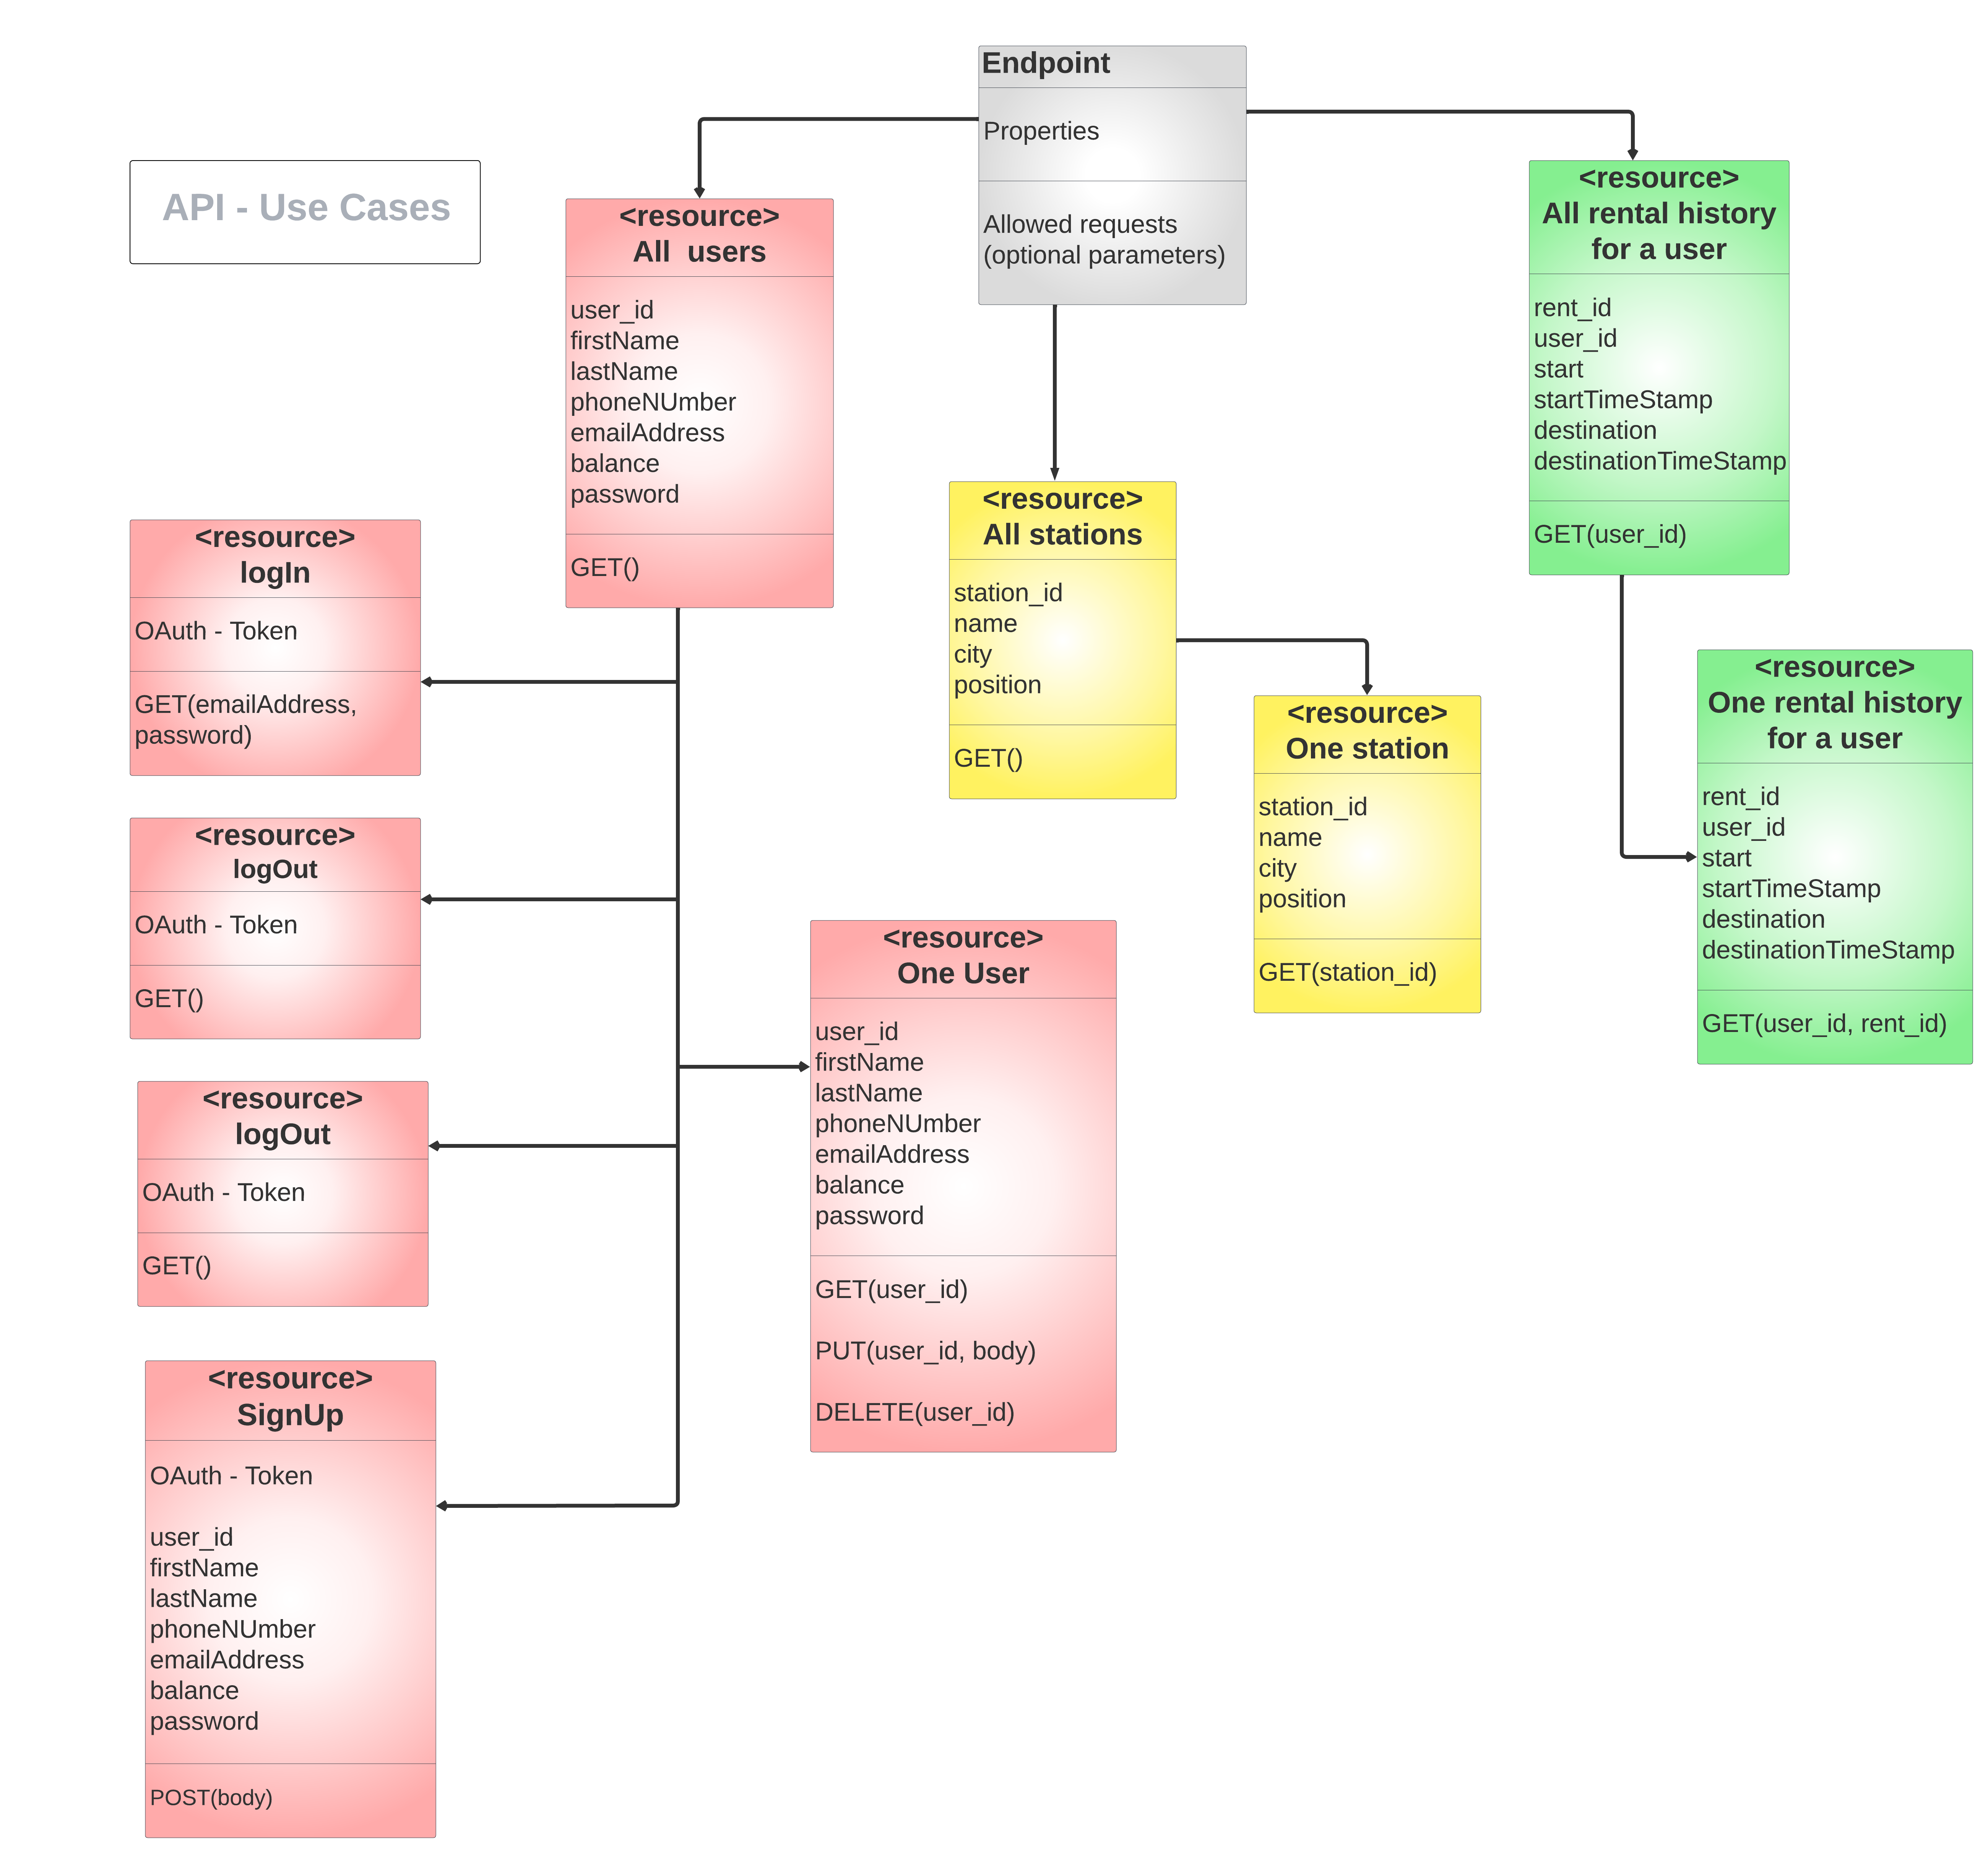 API - Use Cases
Endpoint
Properties
Allowed requests
(optional parameters)
<resource>
All  users
user_id
firstName
lastName
phoneNUmber
emailAddress
balance
password
GET()
<resource>
All rental history
for a user
rent_id
user_id
start
startTimeStamp
destination
destinationTimeStamp
GET(user_id)
<resource>
All stations
station_id
name
city
position
GET()
<resource>
logIn
OAuth - Token
GET(emailAddress,
password)
<resource>
One station
station_id
name
city
position
GET(station_id)
<resource>
One rental history
for a user
rent_id
user_id
start
startTimeStamp
destination
destinationTimeStamp
GET(user_id, rent_id)
<resource>
logOut
OAuth - Token
GET()
<resource>
One User
user_id
firstName
lastName
phoneNUmber
emailAddress
balance
password
GET(user_id)
PUT(user_id, body)
DELETE(user_id)
<resource>
logOut
OAuth - Token
GET()
<resource>
SignUp
OAuth - Token
user_id
firstName
lastName
phoneNUmber
emailAddress
balance
password
POST(body)